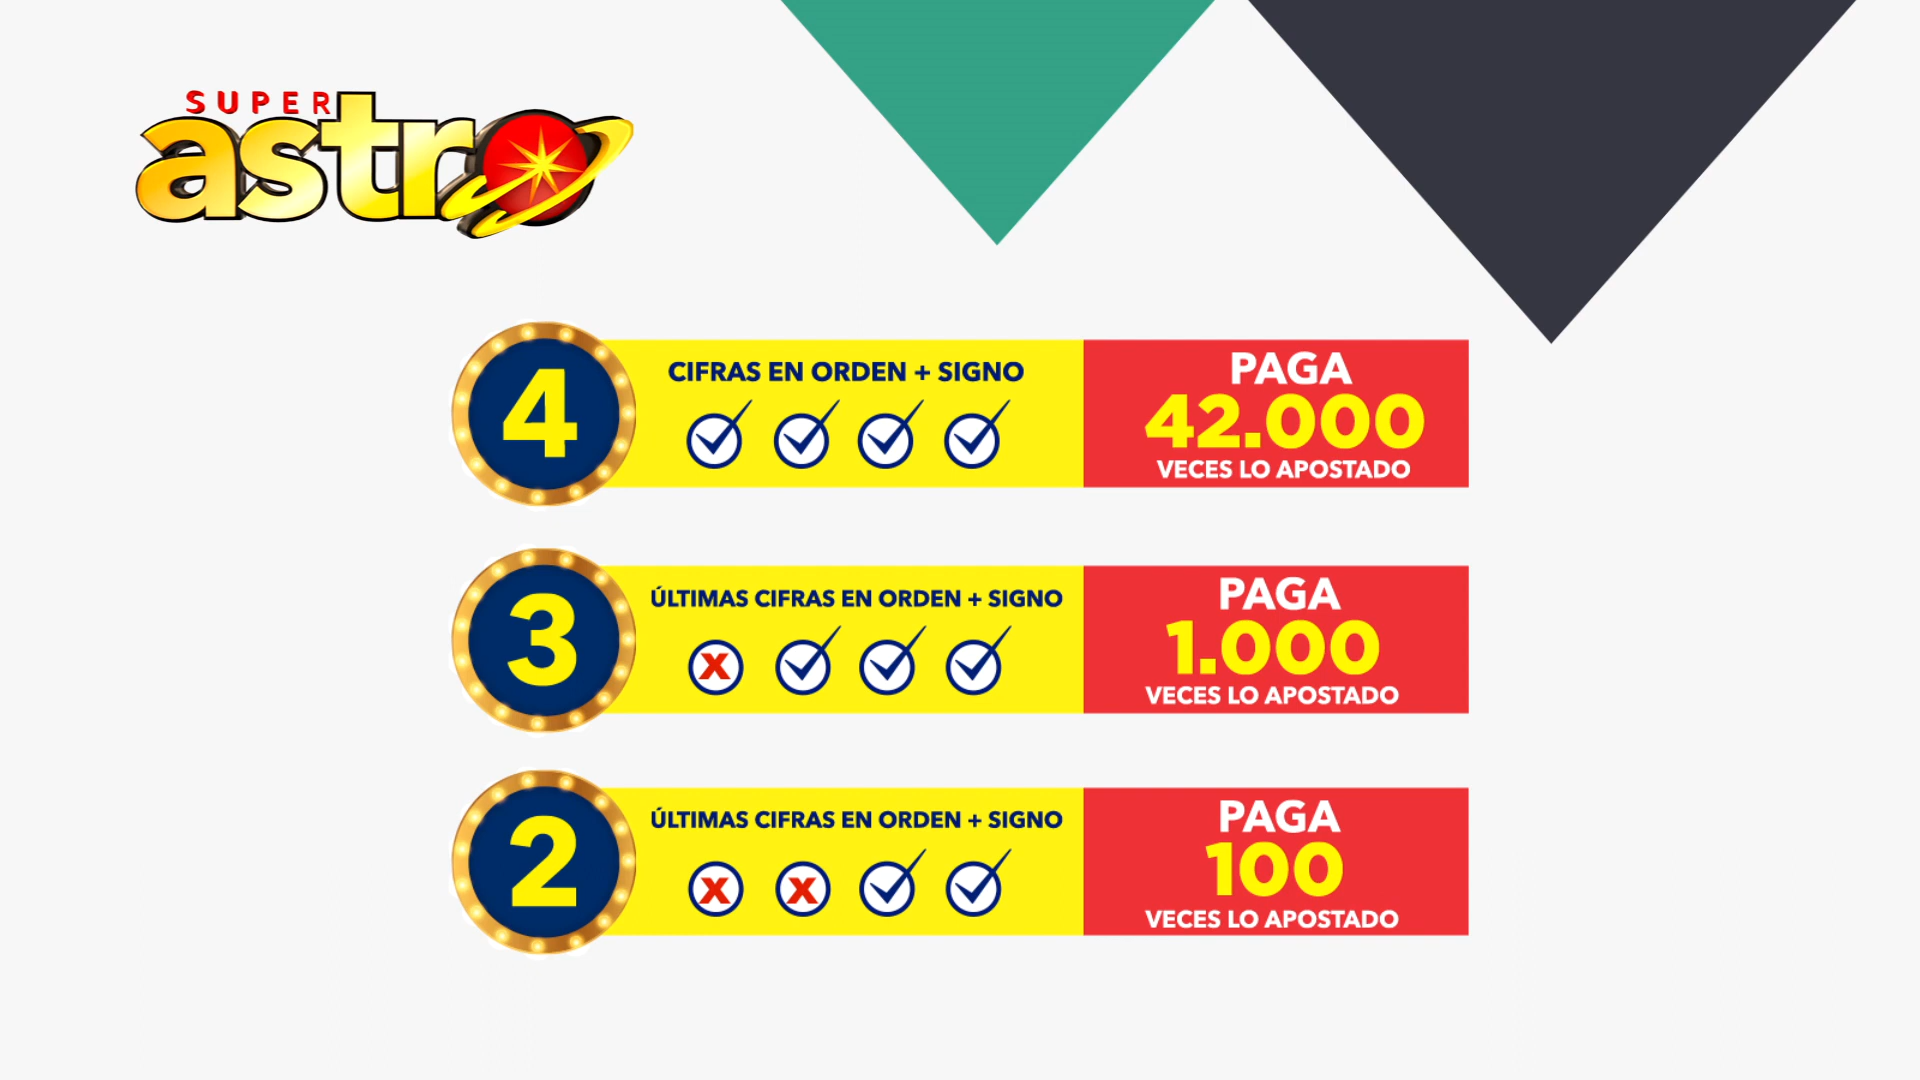 SUPER
astro
4
CIFRAS EN ORDEN + SIGNO
PAGA
42.000
VECES LO APOSTADO
3
ÚLTIMAS CIFRAS EN ORDEN + SIGNO
X
PAGA
1.000
VECES LO APOSTADO
2
ÚLTIMAS CIFRAS EN ORDEN + SIGNO
X X
PAGA
100
VECES LO APOSTADO